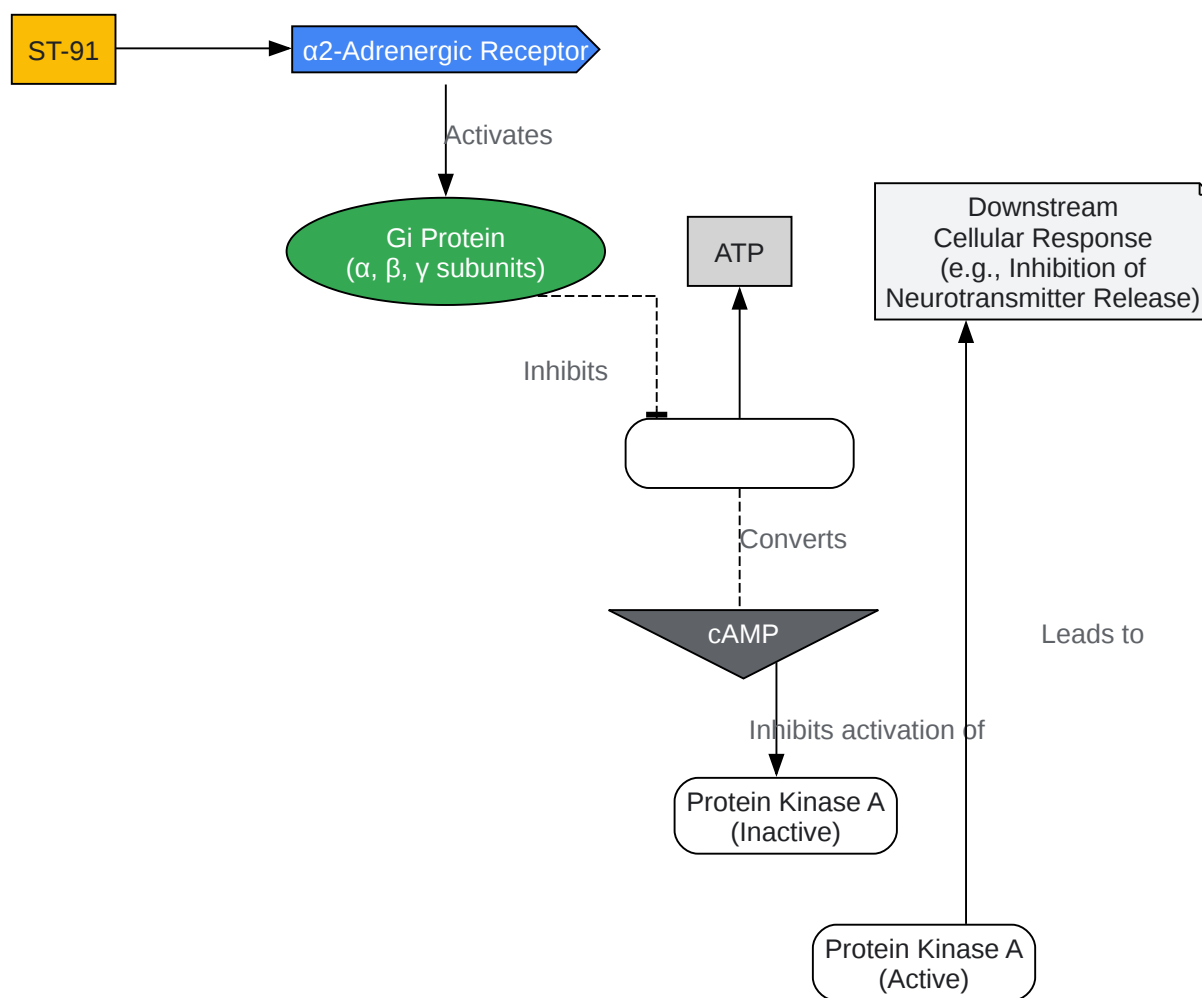 ST-91
α2-Adrenergic Receptor
Activates
Gi Protein
(α, β, γ subunits)
ATP
Downstream
Cellular Response
(e.g., Inhibition of
Neurotransmitter Release)
Inhibits
Converts
cAMP
Leads to
Inhibits activation of
Protein Kinase A
(Inactive)
Protein Kinase A
(Active)